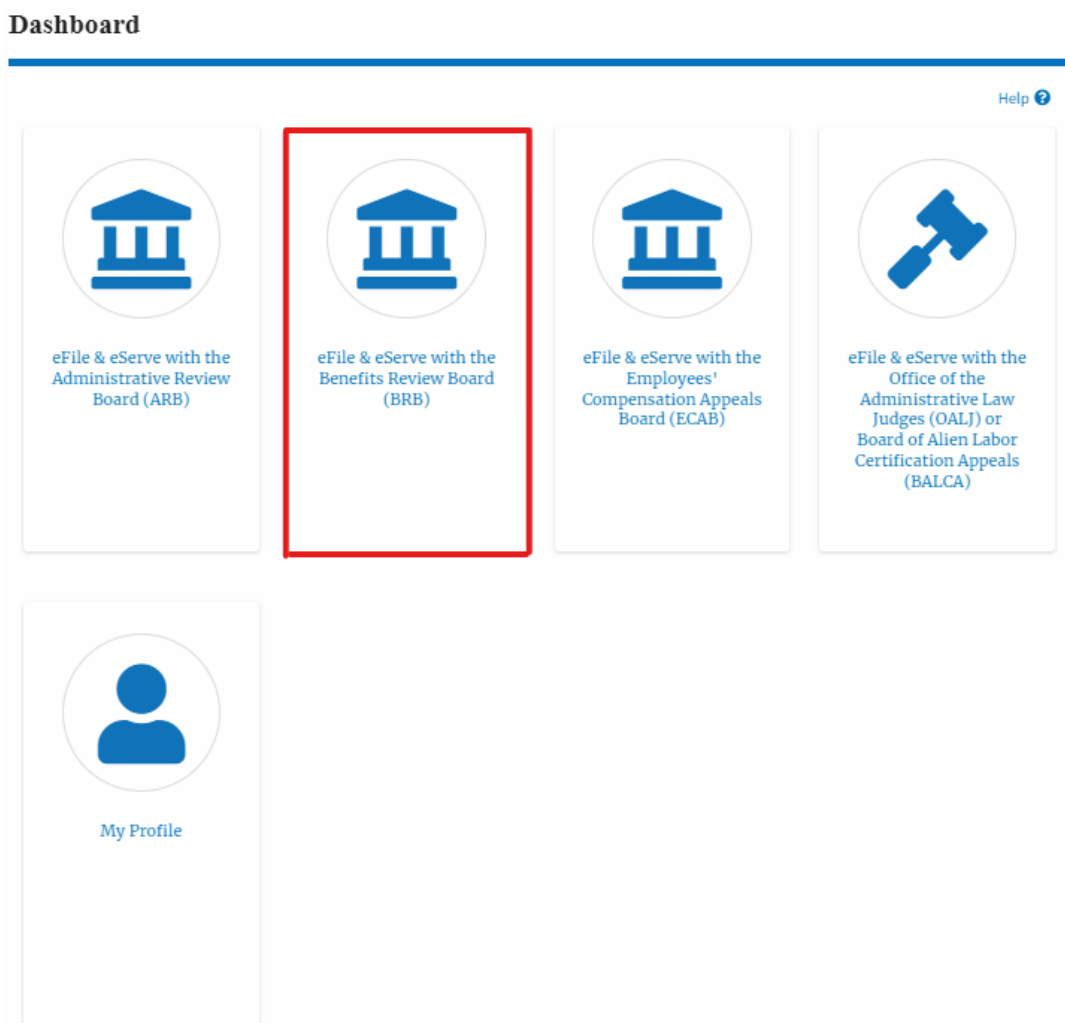 Dashboard
Help
eFile & eServe with the
Administrative Review
Board (ARB)
eFile & eServe with the
Benefits Review Board
(BRB)
eFile & eServe with the
Employees'
Compensation Appeals
Board (ECAB)
eFile & eServe with the
Office of the
Administrative Law
Judges (OALJ) or
Board of Alien Labor
Certification Appeals
(BALCA)
My Profile